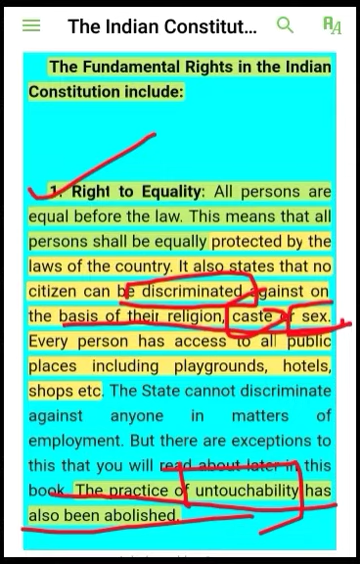 The Indian Constitut...
AA
The Fundamental Rights in the Indian
Constitution include:
1. Right to Equality: All persons are
equal before the law. This means that all
persons shall be equally protected by the
laws of the country. It also states that no
citizen can be discriminated against on
the basis of their religion, caste or sex.
Every person has access to all public
places including playgrounds, hotels,
shops etc. The State cannot discriminate
against anyone in matters of
employment. But there are exceptions to
this that you will read about later in this
book. The practice of untouchability has
also been abolished.